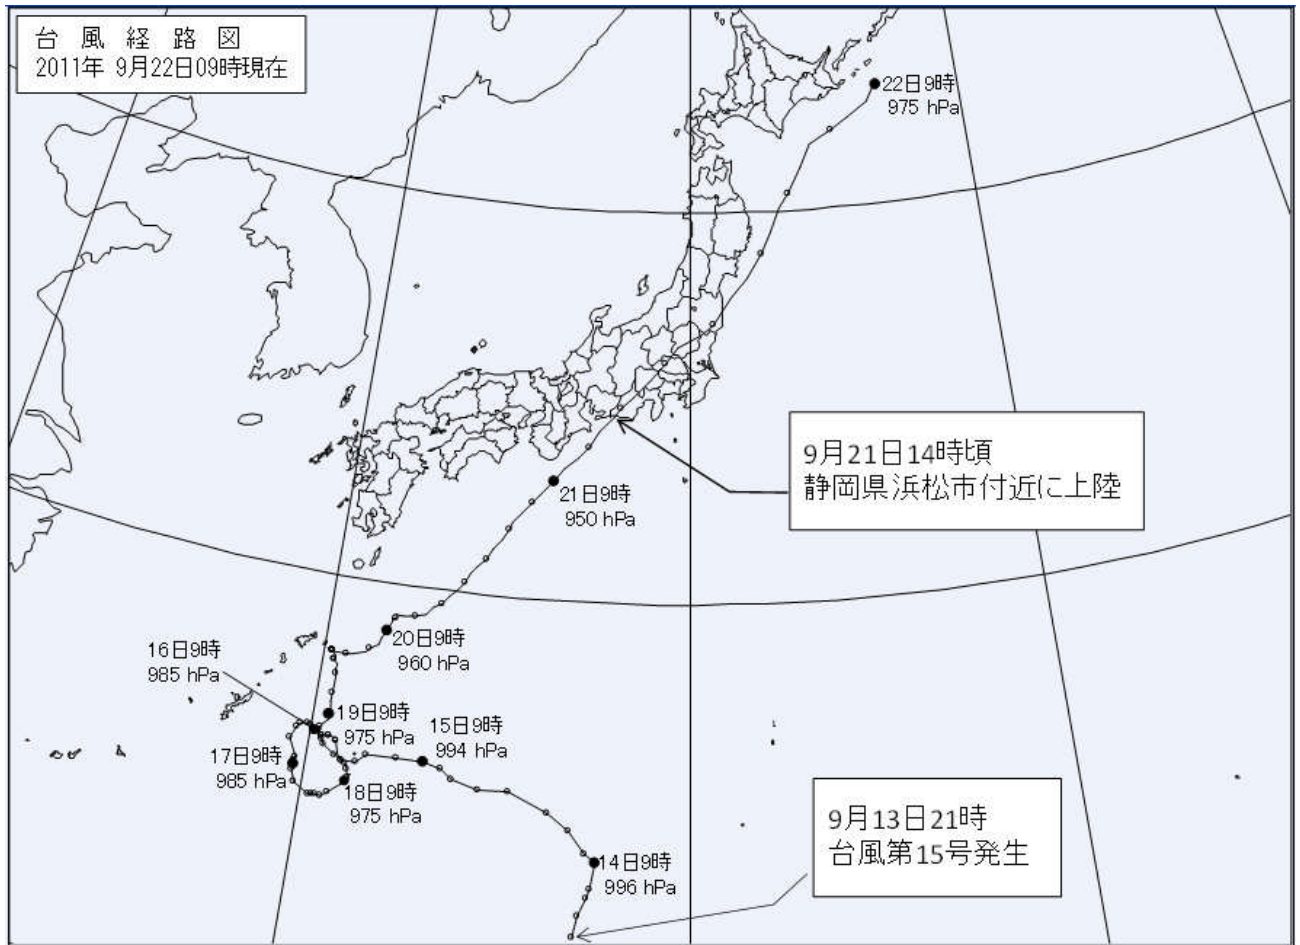 台風経路図
2011年 9月22日09時現在
22日9時
975 hPa
9月21日14時頃
静岡県浜松市付近に上陸
21日9時
950 hPa
20日9時
960 hPa
16日9時
985 hPa
19日9時
975 hPa
15日9時
994 hPa
17日9時
985 hPa
18日9時
975 hPa
9月13日21時
台風第15号発生
14日9時
996 hPa